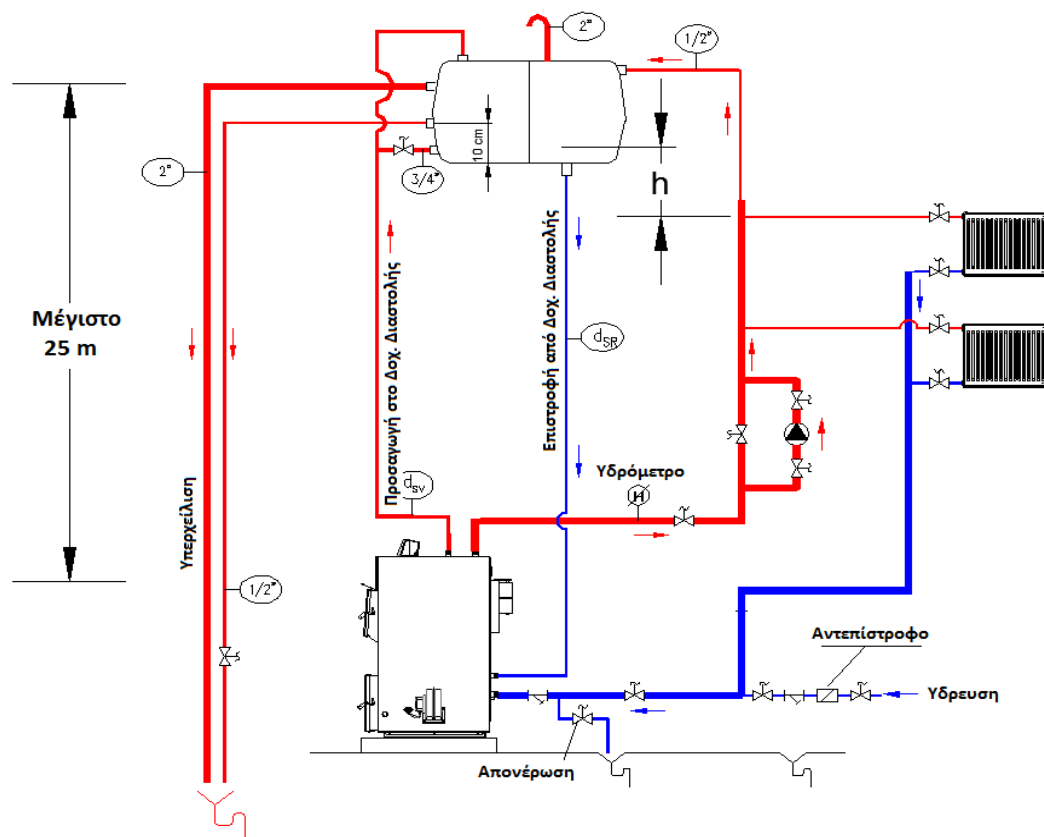 2"
1/2"
10 cm
3/4"
h
2"
Προσαγωγή στο Δοχ. Διαστολής
Επιστροφή από Δοχ. Διαστολής
Μέγιστο
25 m
dSR
Υδρόμετρο
dSV
Υπερχείλιση
1/2"
Αντεπίστροφο
Υδρευση
Απονέρωση